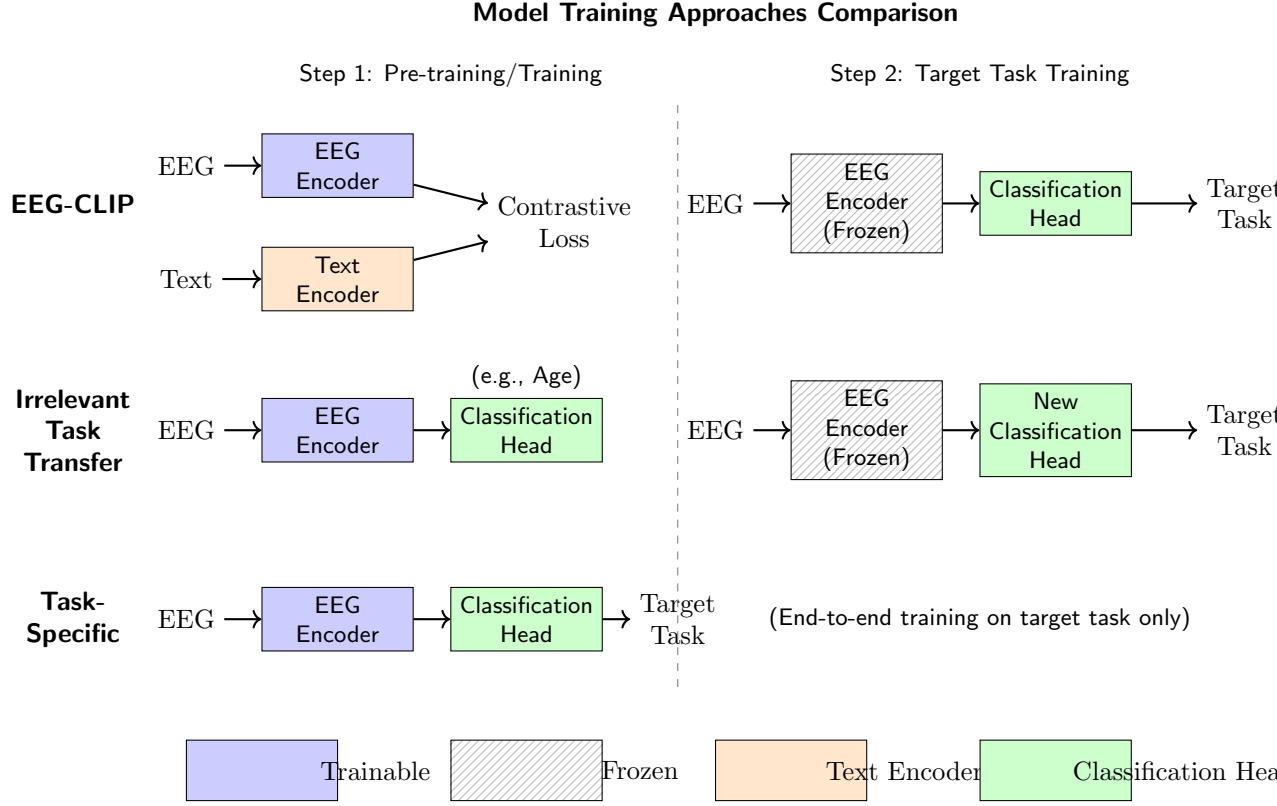 Model Training Approaches Comparison
Step 1: Pre-training/Training
Step 2: Target Task Training
EEG-CLIP
EEG
EEG
Encoder
Text
Text
Encoder
Contrastive
Loss
EEG
EEG
Encoder
(Frozen)
Classification
Head
Target
Task
Irrelevant
Task
Transfer
EEG
EEG
Encoder
(e.g., Age)
Classification
Head
EEG
EEG
Encoder
(Frozen)
New
Classification
Head
Target
Task
Task-
Specific
EEG
EEG
Encoder
Classification
Head
Target
Task
(End-to-end training on target task only)
Trainable
Frozen
Text Encoder
Classification Hea